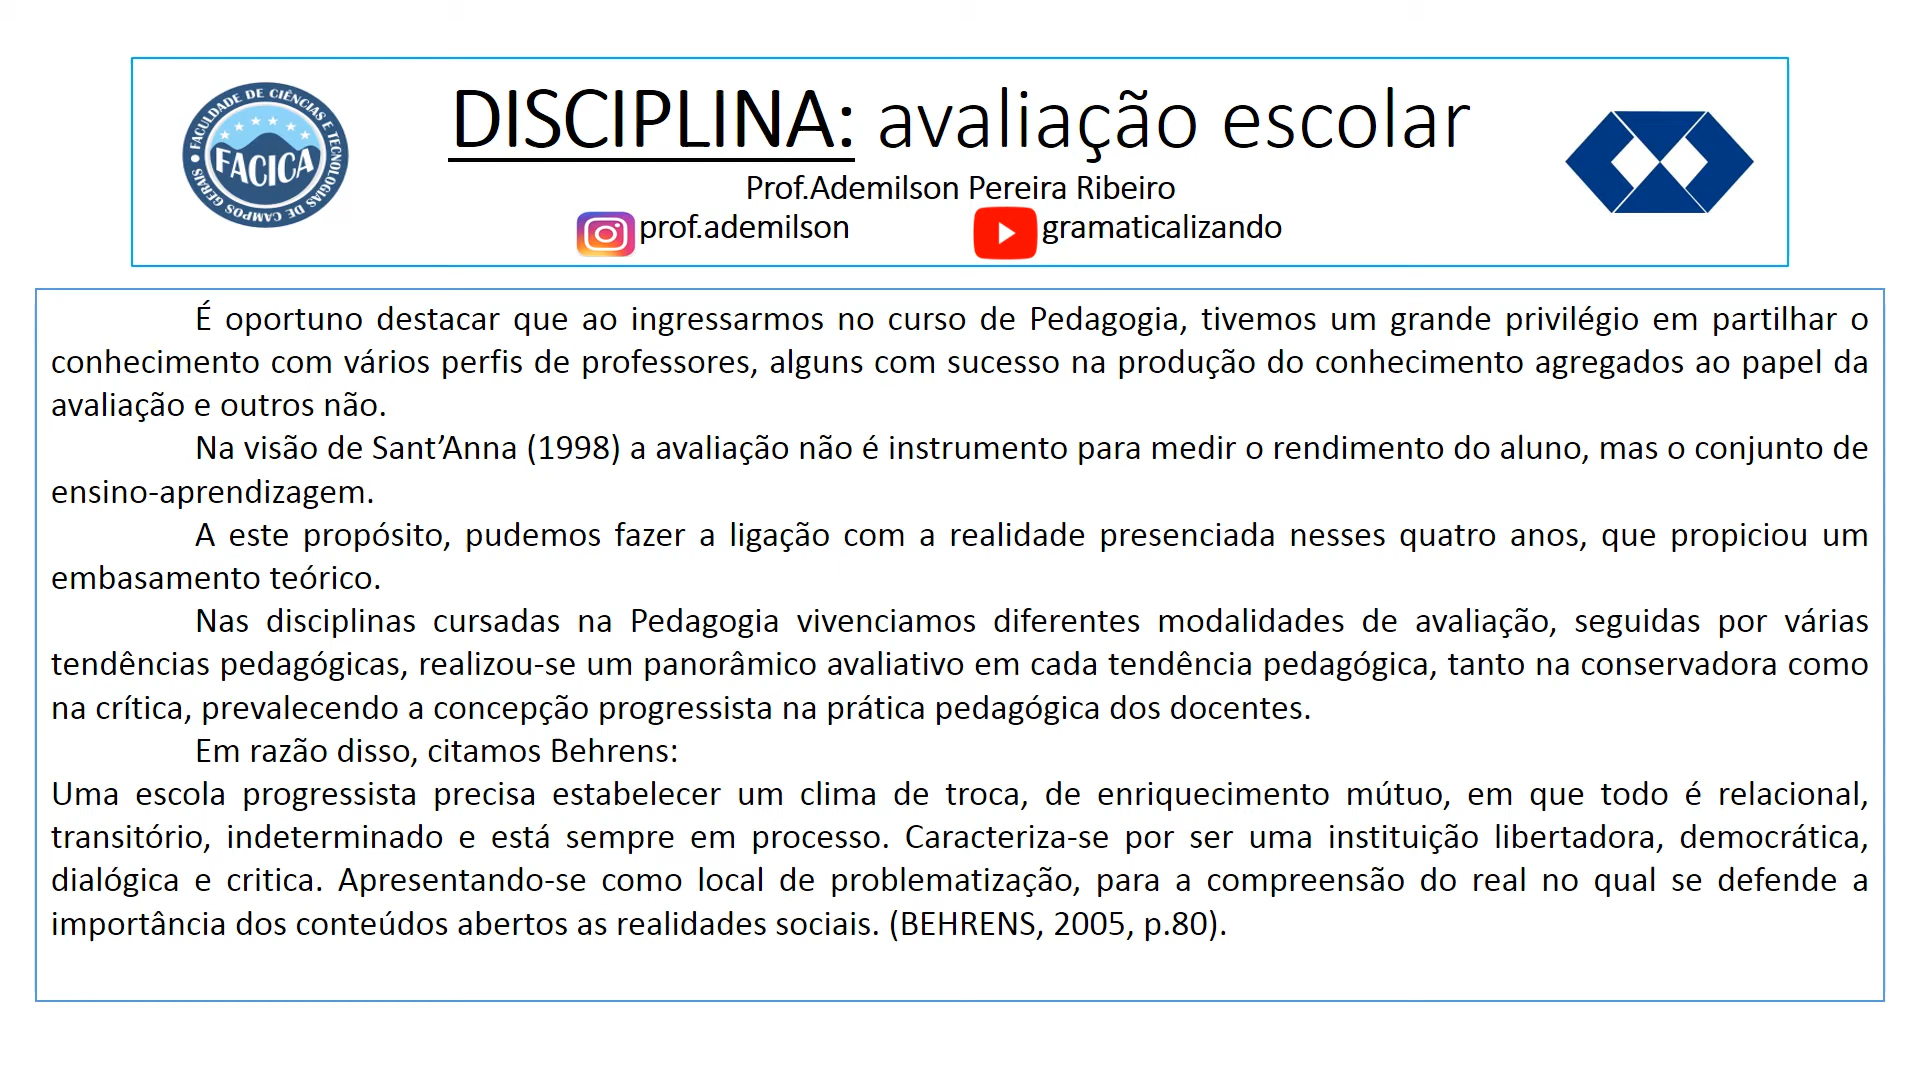 FACULDADE DE CIÊNCIAS E TECNOLOGIAS DE CAMPOS GERAIS
FACICA
DISCIPLINA: avaliação escolar
Prof.Ademilson Pereira Ribeiro
prof.ademilson
gramaticalizando
É oportuno destacar que ao ingressarmos no curso de Pedagogia, tivemos um grande privilégio em partilhar o
conhecimento com vários perfis de professores, alguns com sucesso na produção do conhecimento agregados ao papel da
avaliação e outros não.
Na visão de Sant’Anna (1998) a avaliação não é instrumento para medir o rendimento do aluno, mas o conjunto de
ensino-aprendizagem.
A este propósito, pudemos fazer a ligação com a realidade presenciada nesses quatro anos, que propiciou um
embasamento teórico.
Nas disciplinas cursadas na Pedagogia vivenciamos diferentes modalidades de avaliação, seguidas por várias
tendências pedagógicas, realizou-se um panorâmico avaliativo em cada tendência pedagógica, tanto na conservadora como
na crítica, prevalecendo a concepção progressista na prática pedagógica dos docentes.
Em razão disso, citamos Behrens:
Uma escola progressista precisa estabelecer um clima de troca, de enriquecimento mútuo, em que todo é relacional,
transitório, indeterminado e está sempre em processo. Caracteriza-se por ser uma instituição libertadora, democrática,
dialógica e critica. Apresentando-se como local de problematização, para a compreensão do real no qual se defende a
importância dos conteúdos abertos as realidades sociais. (BEHRENS, 2005, p.80).